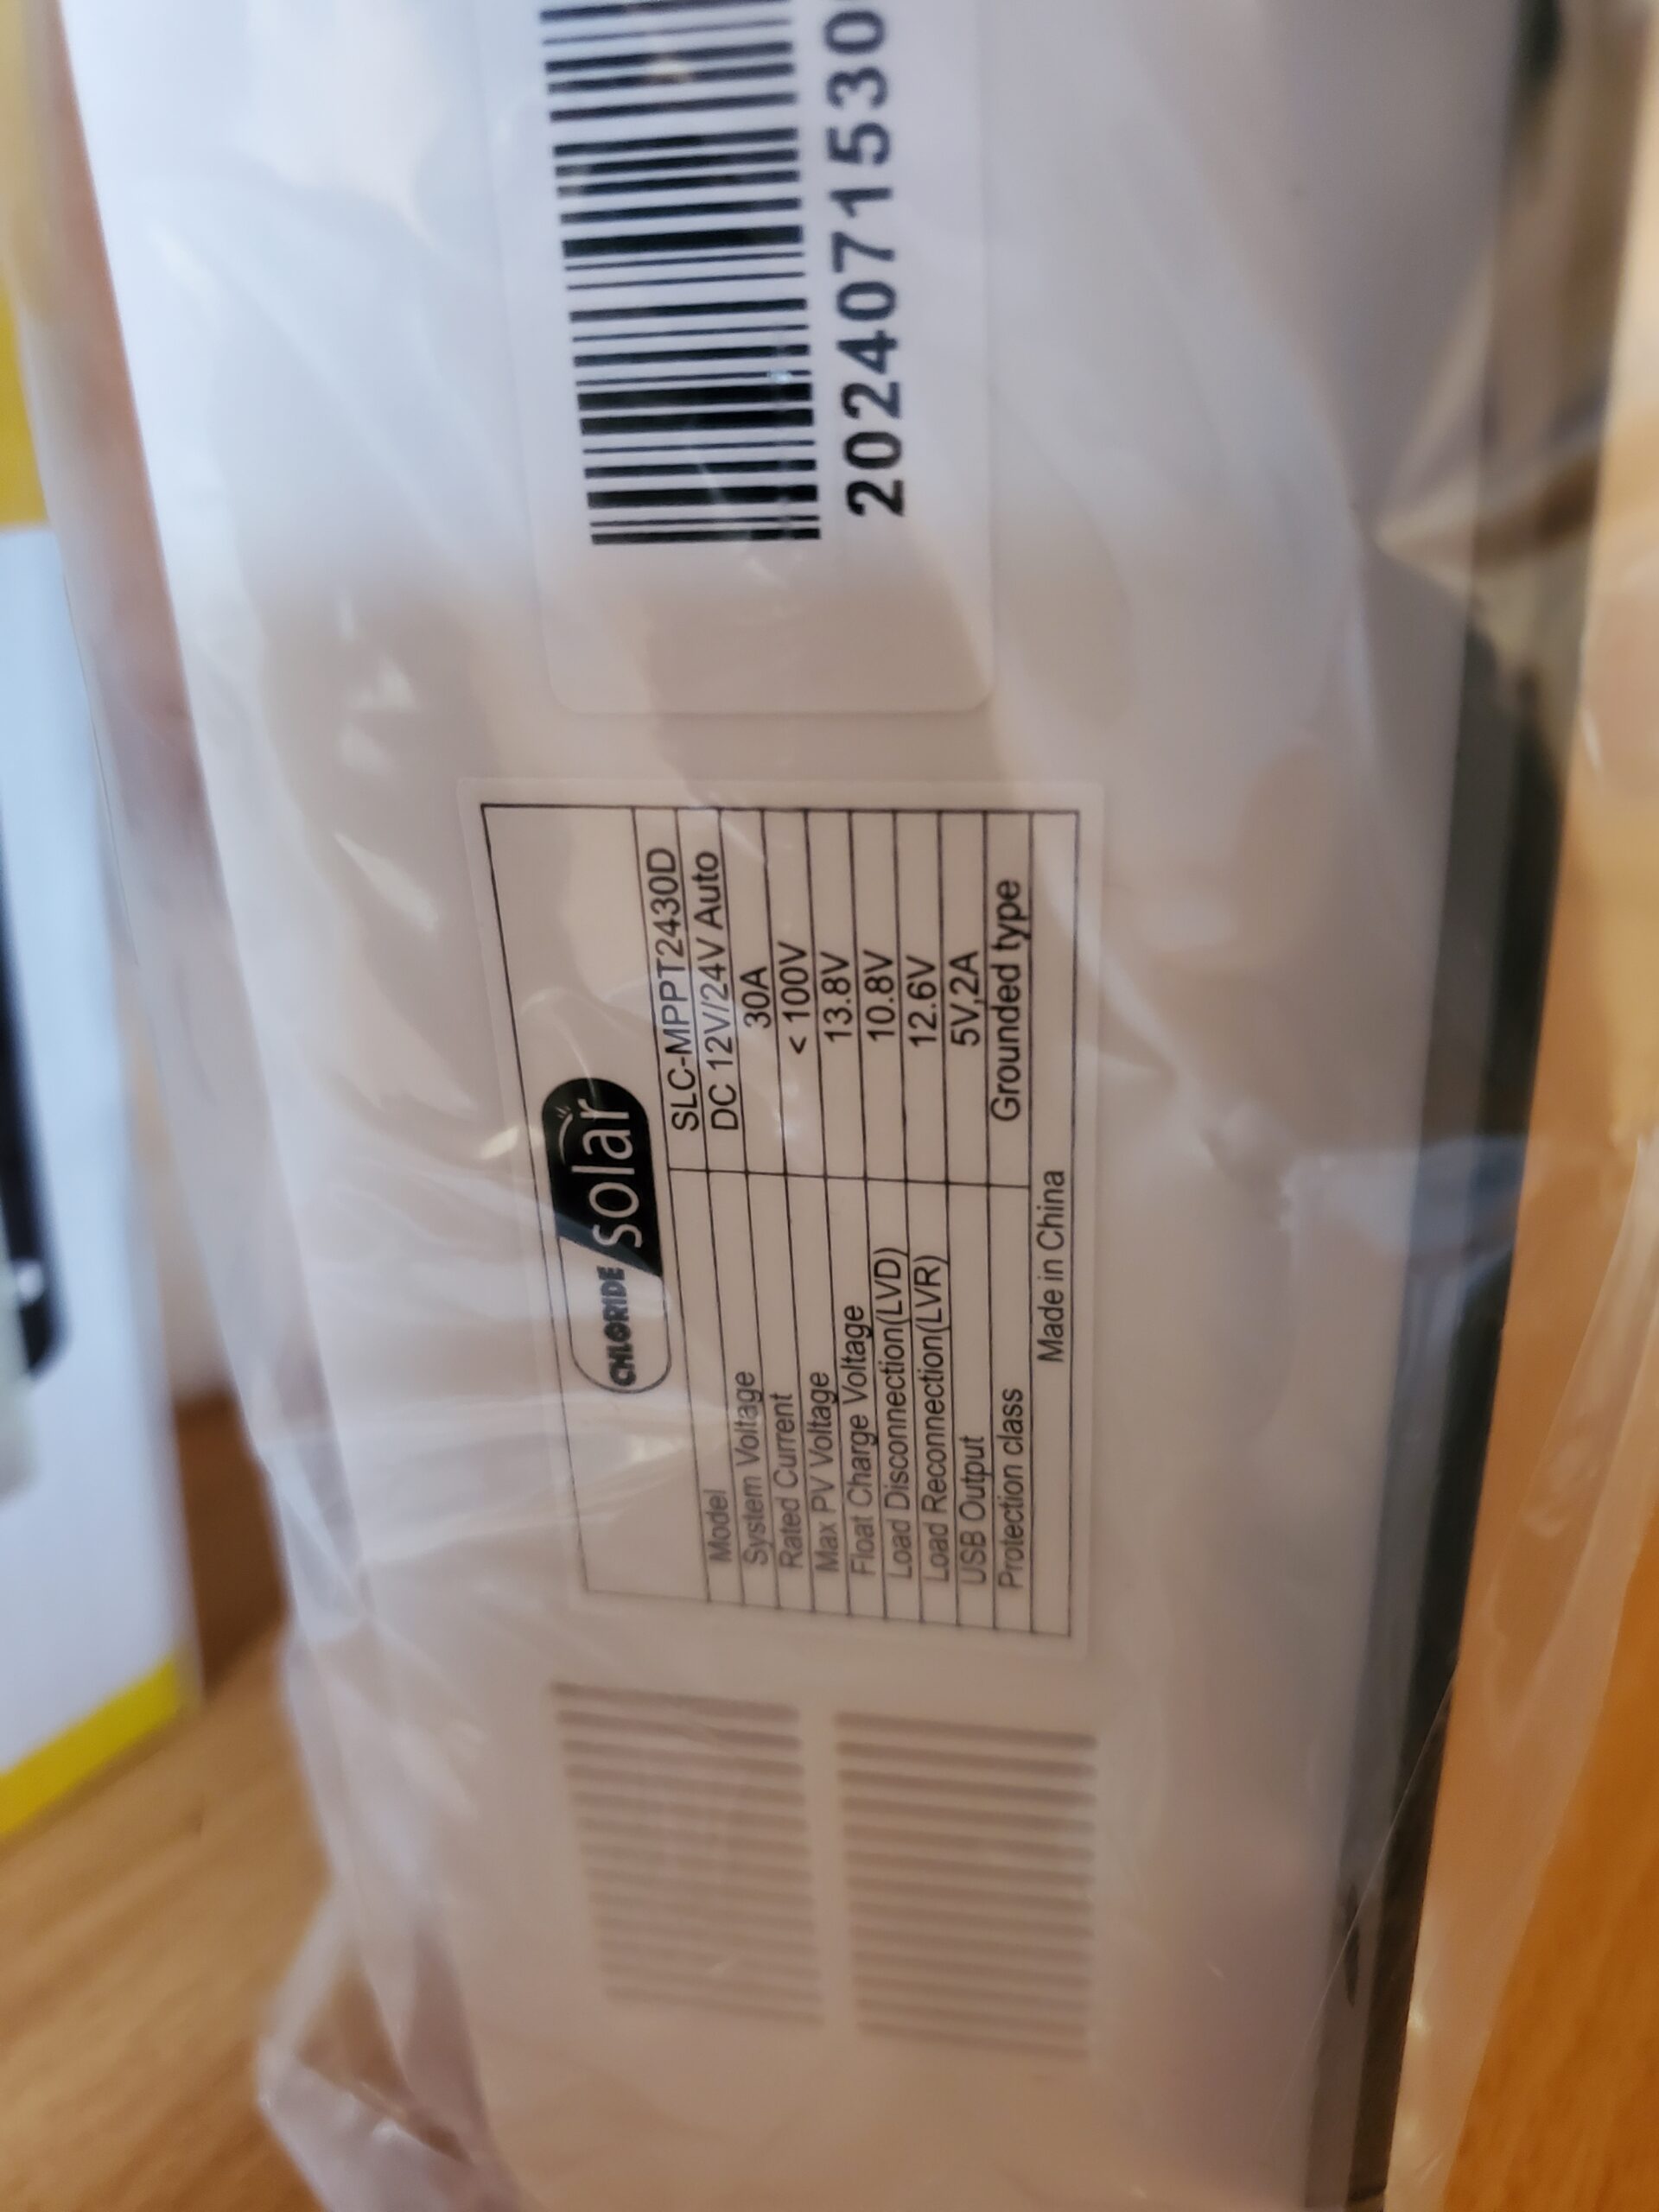 CHLORIDE solar
Model SLC-MPPT2430D
System Voltage DC 12V/24V Auto
Rated Current 30A
Max PV Voltage < 100V
Float Charge Voltage 13.8V
Load Disconnection(LVD) 10.8V
Load Reconnection(LVR) 12.6V
USB Output 5V,2A
Protection class Grounded type
Made in China
2024071530